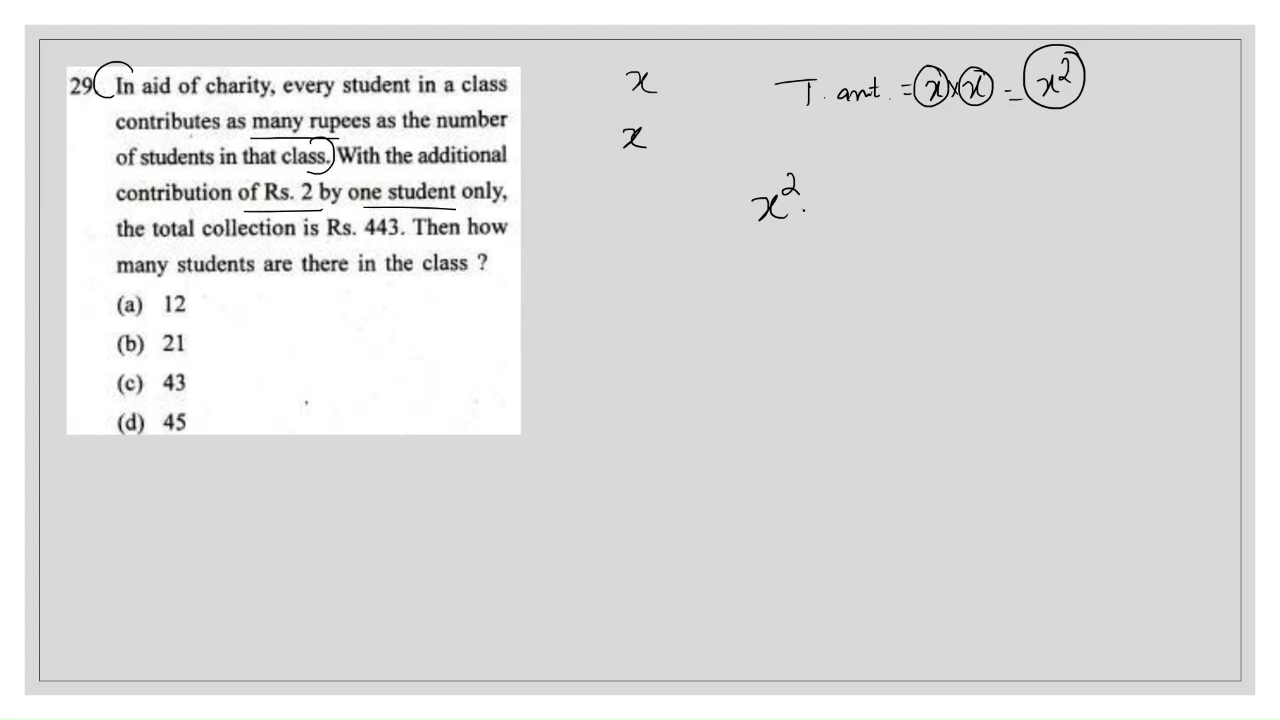 29. In aid of charity, every student in a class
contributes as many rupees as the number
of students in that class. With the additional
contribution of Rs. 2 by one student only,
the total collection is Rs. 443. Then how
many students are there in the class ?
(a) 12
(b) 21
(c) 43
(d) 45
x
x
T. amt. = x × x = x²
x².